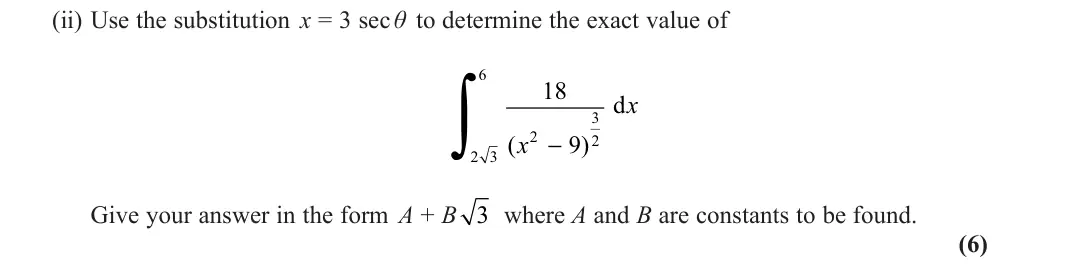 (ii) Use the substitution x = 3 sec θ to determine the exact value of
∫_{2√3}^{6} 18/(x² − 9)^{3/2} dx
Give your answer in the form A + B√3 where A and B are constants to be found.
(6)